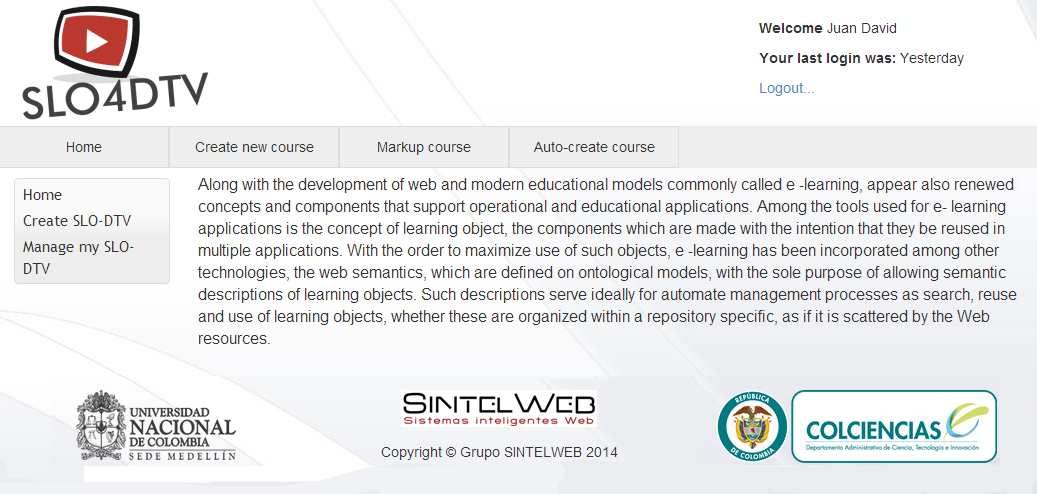 SLO4DTV
Welcome Juan David
Your last login was: Yesterday
Logout...
Home
Create new course
Markup course
Auto-create course
Home
Create SLO-DTV
Manage my SLO-
DTV
Along with the development of web and modern educational models commonly called e -learning, appear also renewed
concepts and components that support operational and educational applications. Among the tools used for e- learning
applications is the concept of learning object, the components which are made with the intention that they be reused in
multiple applications. With the order to maximize use of such objects, e -learning has been incorporated among other
technologies, the web semantics, which are defined on ontological models, with the sole purpose of allowing semantic
descriptions of learning objects. Such descriptions serve ideally for automate management processes as search, reuse
and use of learning objects, whether these are organized within a repository specific, as if it is scattered by the Web
resources.
UNIVERSIDAD
NACIONAL
DE COLOMBIA
SEDE MEDELLÍN
SINTELWEB
Sistemas inteligentes Web
Copyright © Grupo SINTELWEB 2014
REPÚBLICA
DE COLOMBIA
COLCIENCIAS
Departamento Administrativo de Ciencia, Tecnología e Innovación